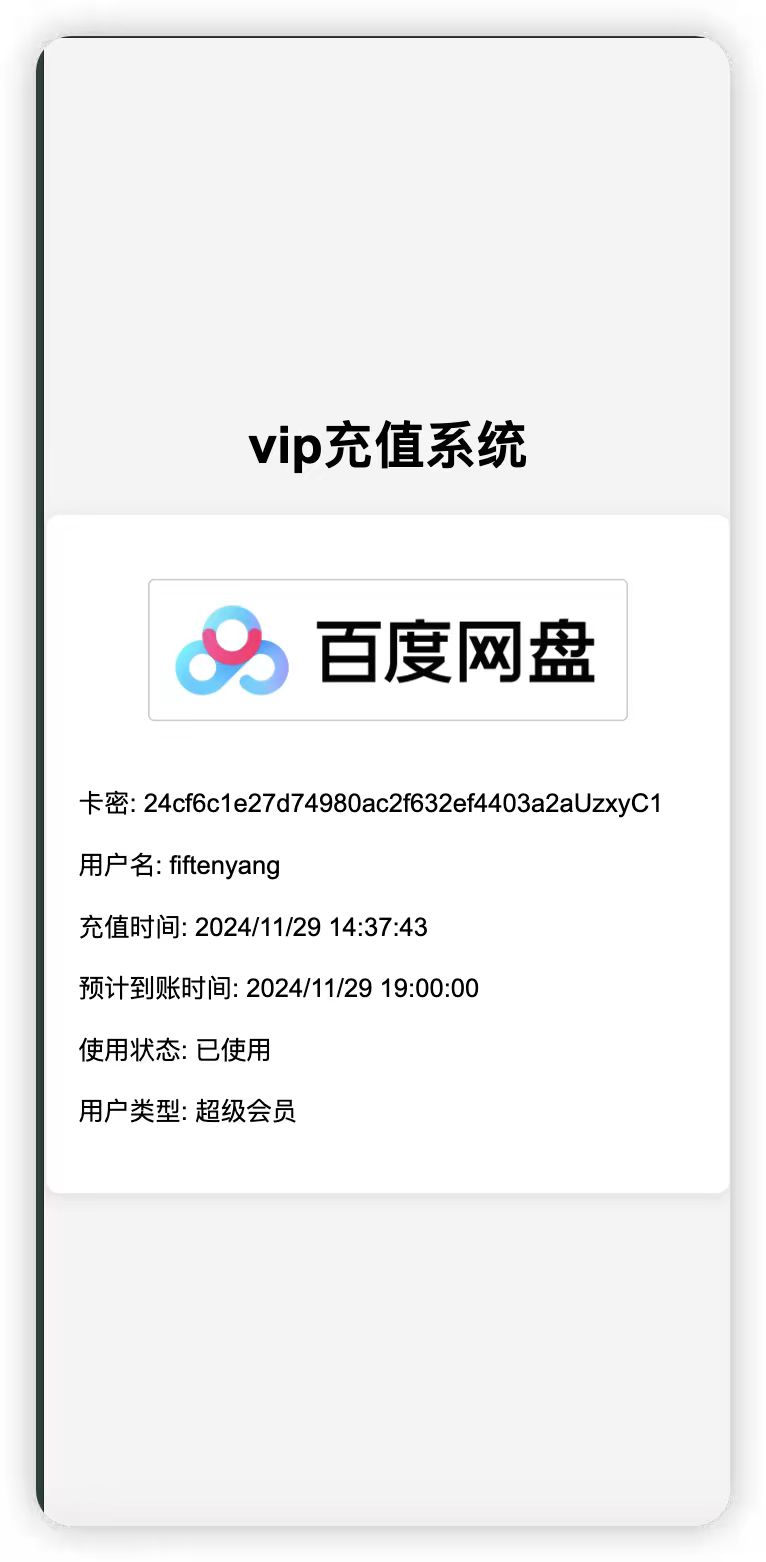 vip充值系统
百度网盘
卡密: 24cf6c1e27d74980ac2f632ef4403a2aUzxyC1
用户名: fiftenyang
充值时间: 2024/11/29 14:37:43
预计到账时间: 2024/11/29 19:00:00
使用状态: 已使用
用户类型: 超级会员